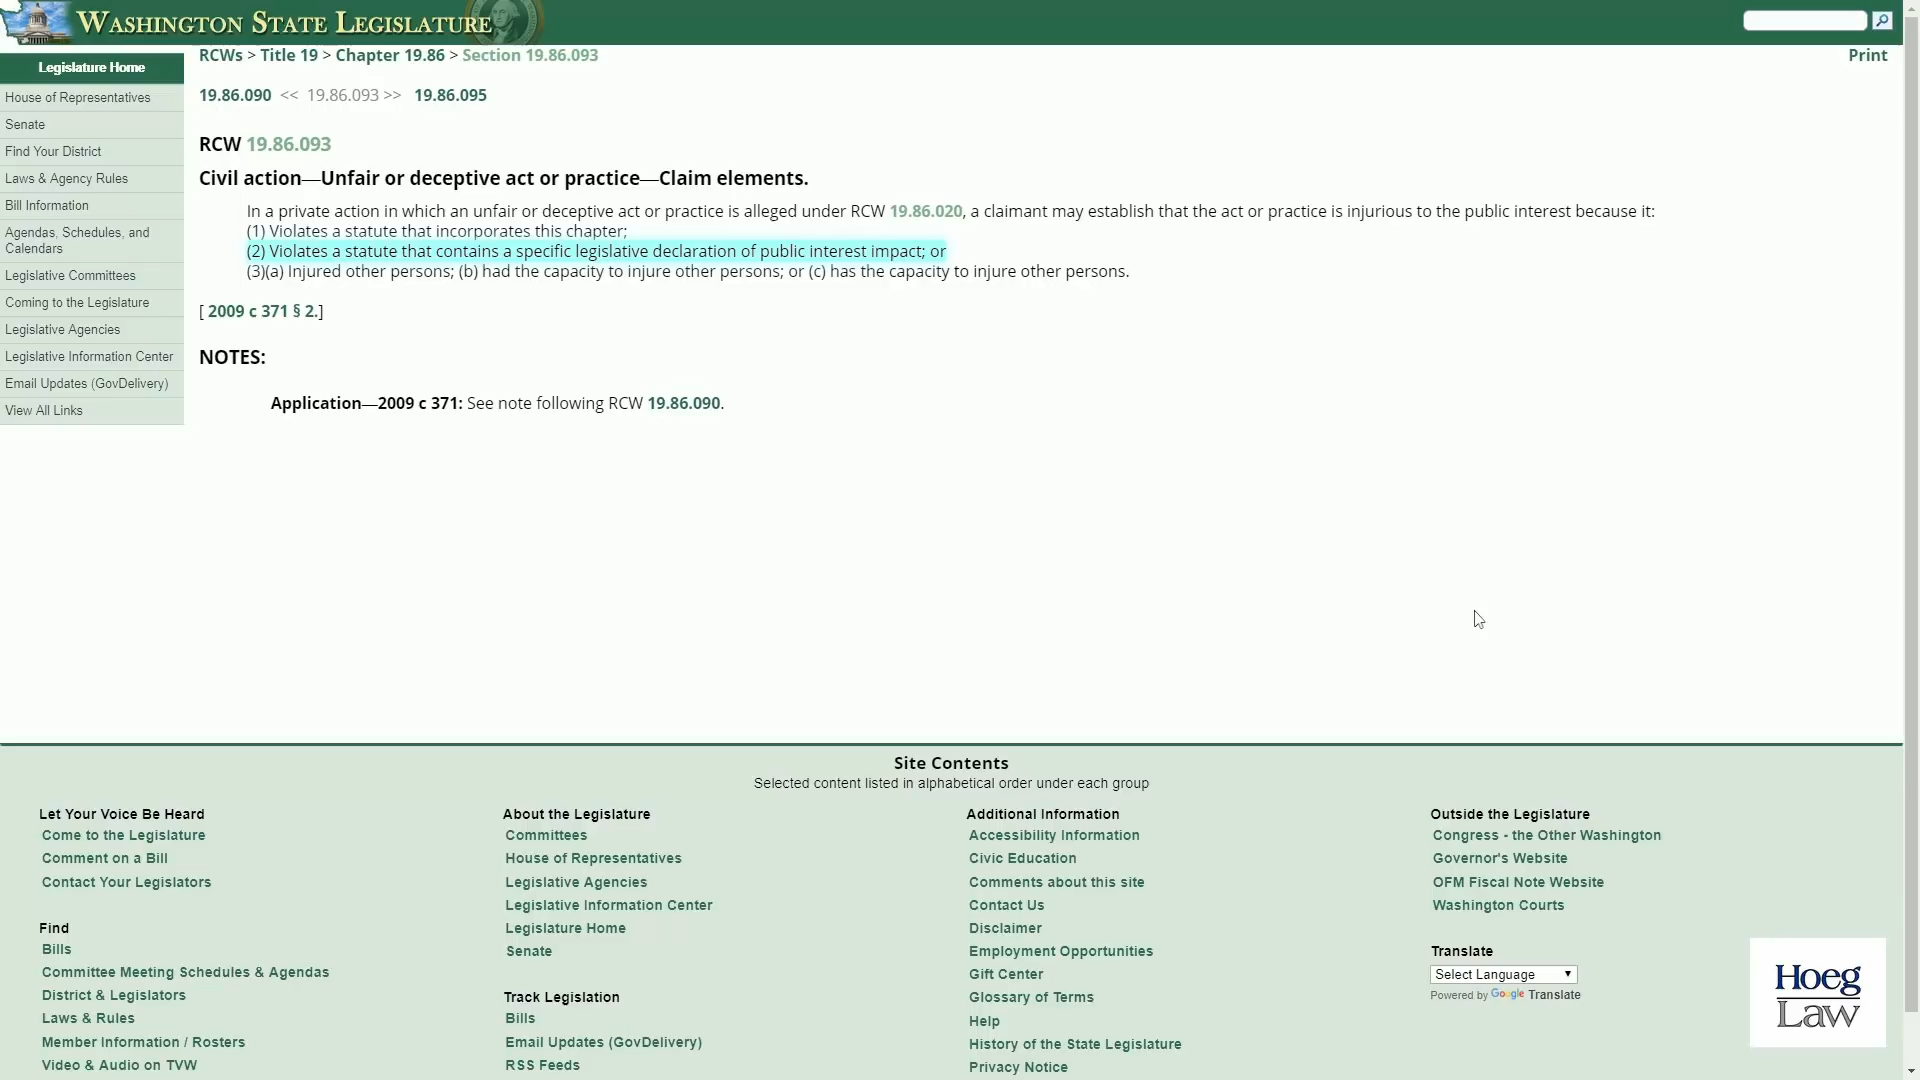 WASHINGTON STATE LEGISLATURE
Legislature Home
House of Representatives
Senate
Find Your District
Laws & Agency Rules
Bill Information
Agendas, Schedules, and
Calendars
Legislative Committees
Coming to the Legislature
Legislative Agencies
Legislative Information Center
Email Updates (GovDelivery)
View All Links
RCWs > Title 19 > Chapter 19.86 > Section 19.86.093
Print
19.86.090 << 19.86.093 >> 19.86.095
RCW 19.86.093
Civil action—Unfair or deceptive act or practice—Claim elements.
In a private action in which an unfair or deceptive act or practice is alleged under RCW 19.86.020, a claimant may establish that the act or practice is injurious to the public interest because it:
(1) Violates a statute that incorporates this chapter;
(2) Violates a statute that contains a specific legislative declaration of public interest impact; or
(3)(a) Injured other persons; (b) had the capacity to injure other persons; or (c) has the capacity to injure other persons.
[ 2009 c 371 § 2.]
NOTES:
Application—2009 c 371: See note following RCW 19.86.090.
Site Contents
Selected content listed in alphabetical order under each group
Let Your Voice Be Heard
Come to the Legislature
Comment on a Bill
Contact Your Legislators
Find
Bills
Committee Meeting Schedules & Agendas
District & Legislators
Laws & Rules
Member Information / Rosters
Video & Audio on TVW
About the Legislature
Committees
House of Representatives
Legislative Agencies
Legislative Information Center
Legislature Home
Senate
Track Legislation
Bills
Email Updates (GovDelivery)
RSS Feeds
Additional Information
Accessibility Information
Civic Education
Comments about this site
Contact Us
Disclaimer
Employment Opportunities
Gift Center
Glossary of Terms
Help
History of the State Legislature
Privacy Notice
Outside the Legislature
Congress - the Other Washington
Governor's Website
OFM Fiscal Note Website
Washington Courts
Translate
Select Language
Powered by Google Translate
Hoeg
Law